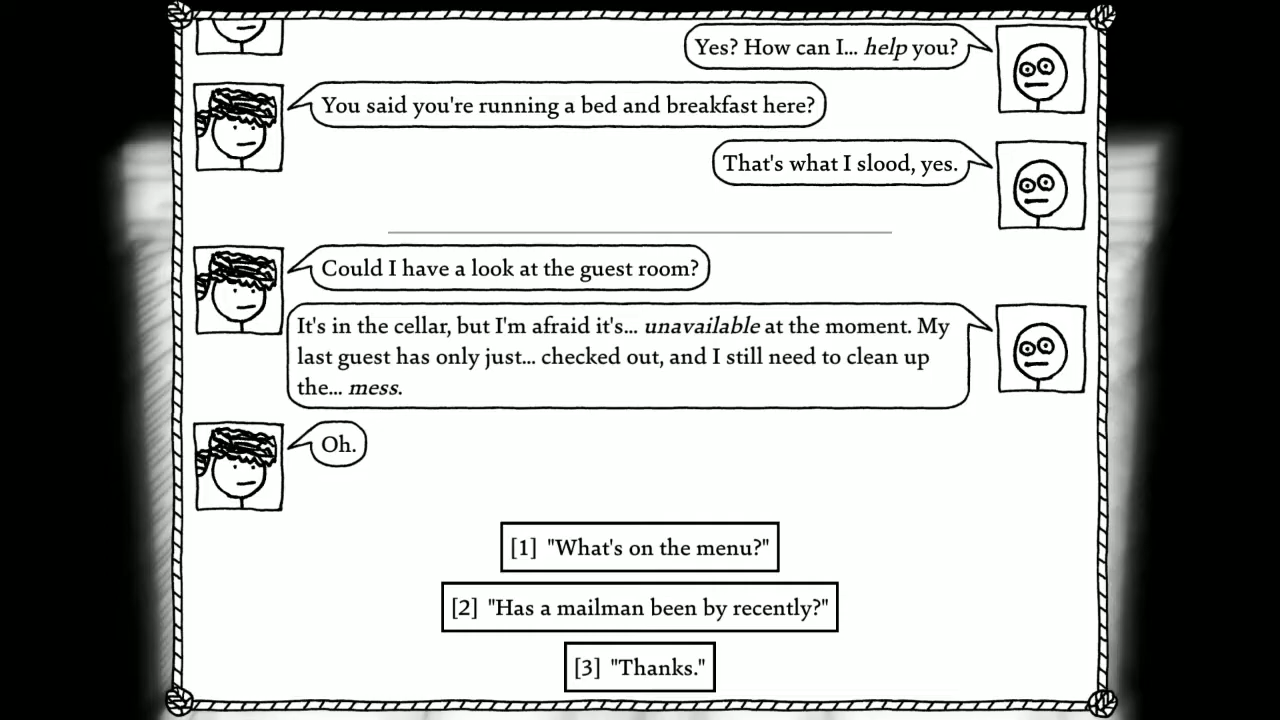 Yes? How can I... help you?
You said you're running a bed and breakfast here?
That's what I slood, yes.
Could I have a look at the guest room?
It's in the cellar, but I'm afraid it's... unavailable at the moment. My
last guest has only just... checked out, and I still need to clean up
the... mess.
Oh.
[1] "What's on the menu?"
[2] "Has a mailman been by recently?"
[3] "Thanks."